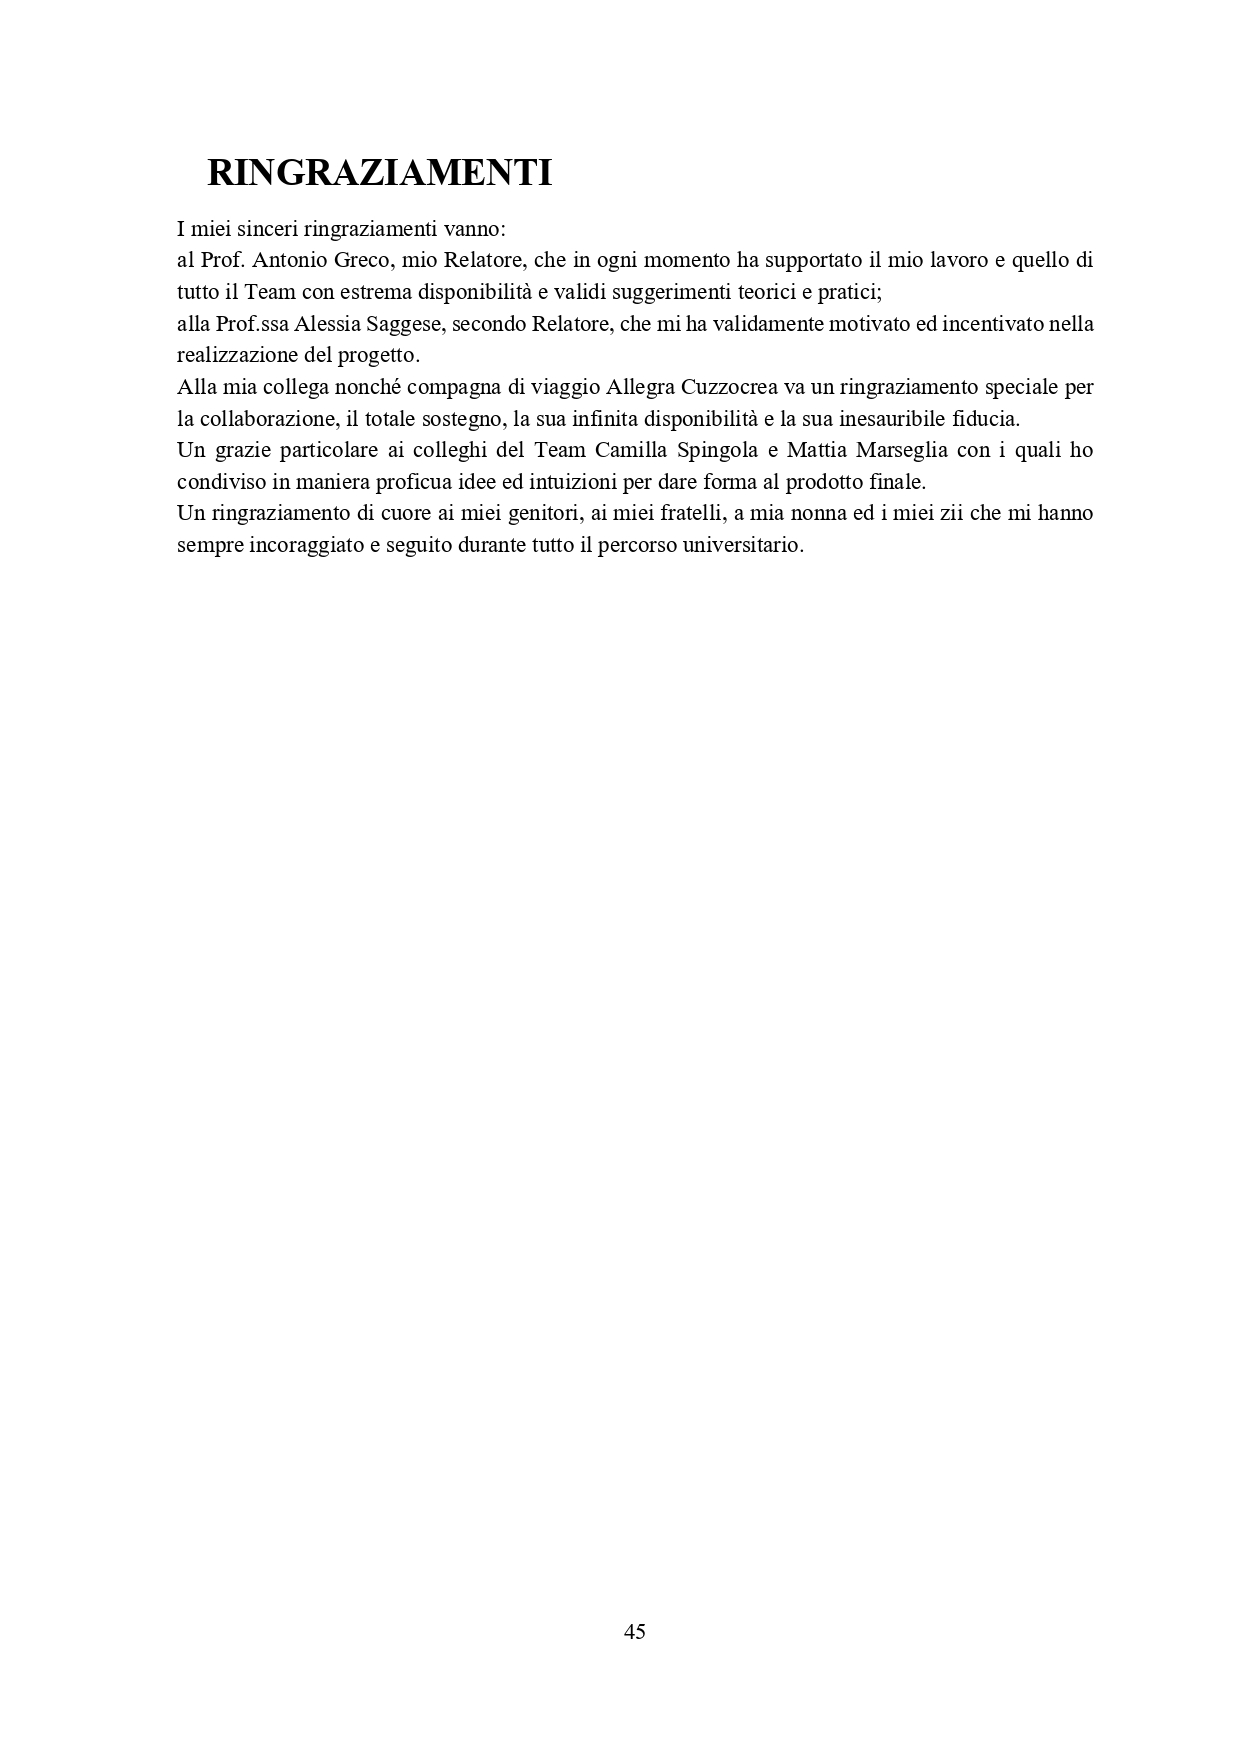 RINGRAZIAMENTI
I miei sinceri ringraziamenti vanno:
al Prof. Antonio Greco, mio Relatore, che in ogni momento ha supportato il mio lavoro e quello di
tutto il Team con estrema disponibilità e validi suggerimenti teorici e pratici;
alla Prof.ssa Alessia Saggese, secondo Relatore, che mi ha validamente motivato ed incentivato nella
realizzazione del progetto.
Alla mia collega nonché compagna di viaggio Allegra Cuzzocrea va un ringraziamento speciale per
la collaborazione, il totale sostegno, la sua infinita disponibilità e la sua inesauribile fiducia.
Un grazie particolare ai colleghi del Team Camilla Spingola e Mattia Marseglia con i quali ho
condiviso in maniera proficua idee ed intuizioni per dare forma al prodotto finale.
Un ringraziamento di cuore ai miei genitori, ai miei fratelli, a mia nonna ed i miei zii che mi hanno
sempre incoraggiato e seguito durante tutto il percorso universitario.
45